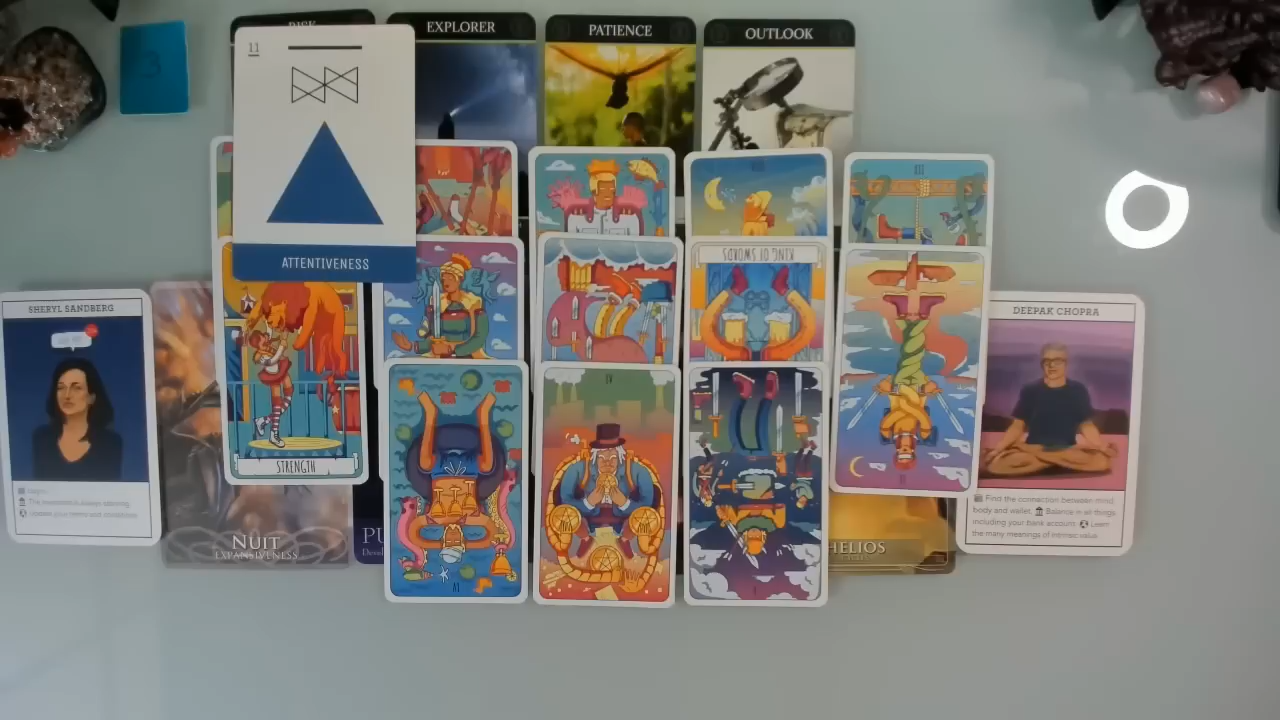 3
RISK
EXPLORER
PATIENCE
OUTLOOK
11
ATTENTIVENESS
KING OF SWORDS
STRENGTH
SHERYL SANDBERG
DEEPAK CHOPRA
Find the connection between mind,
body and wallet. Balance in all things
including your bank account. Learn
the many meanings of intrinsic value
NUIT
EXPANSIVENESS
HELIOS